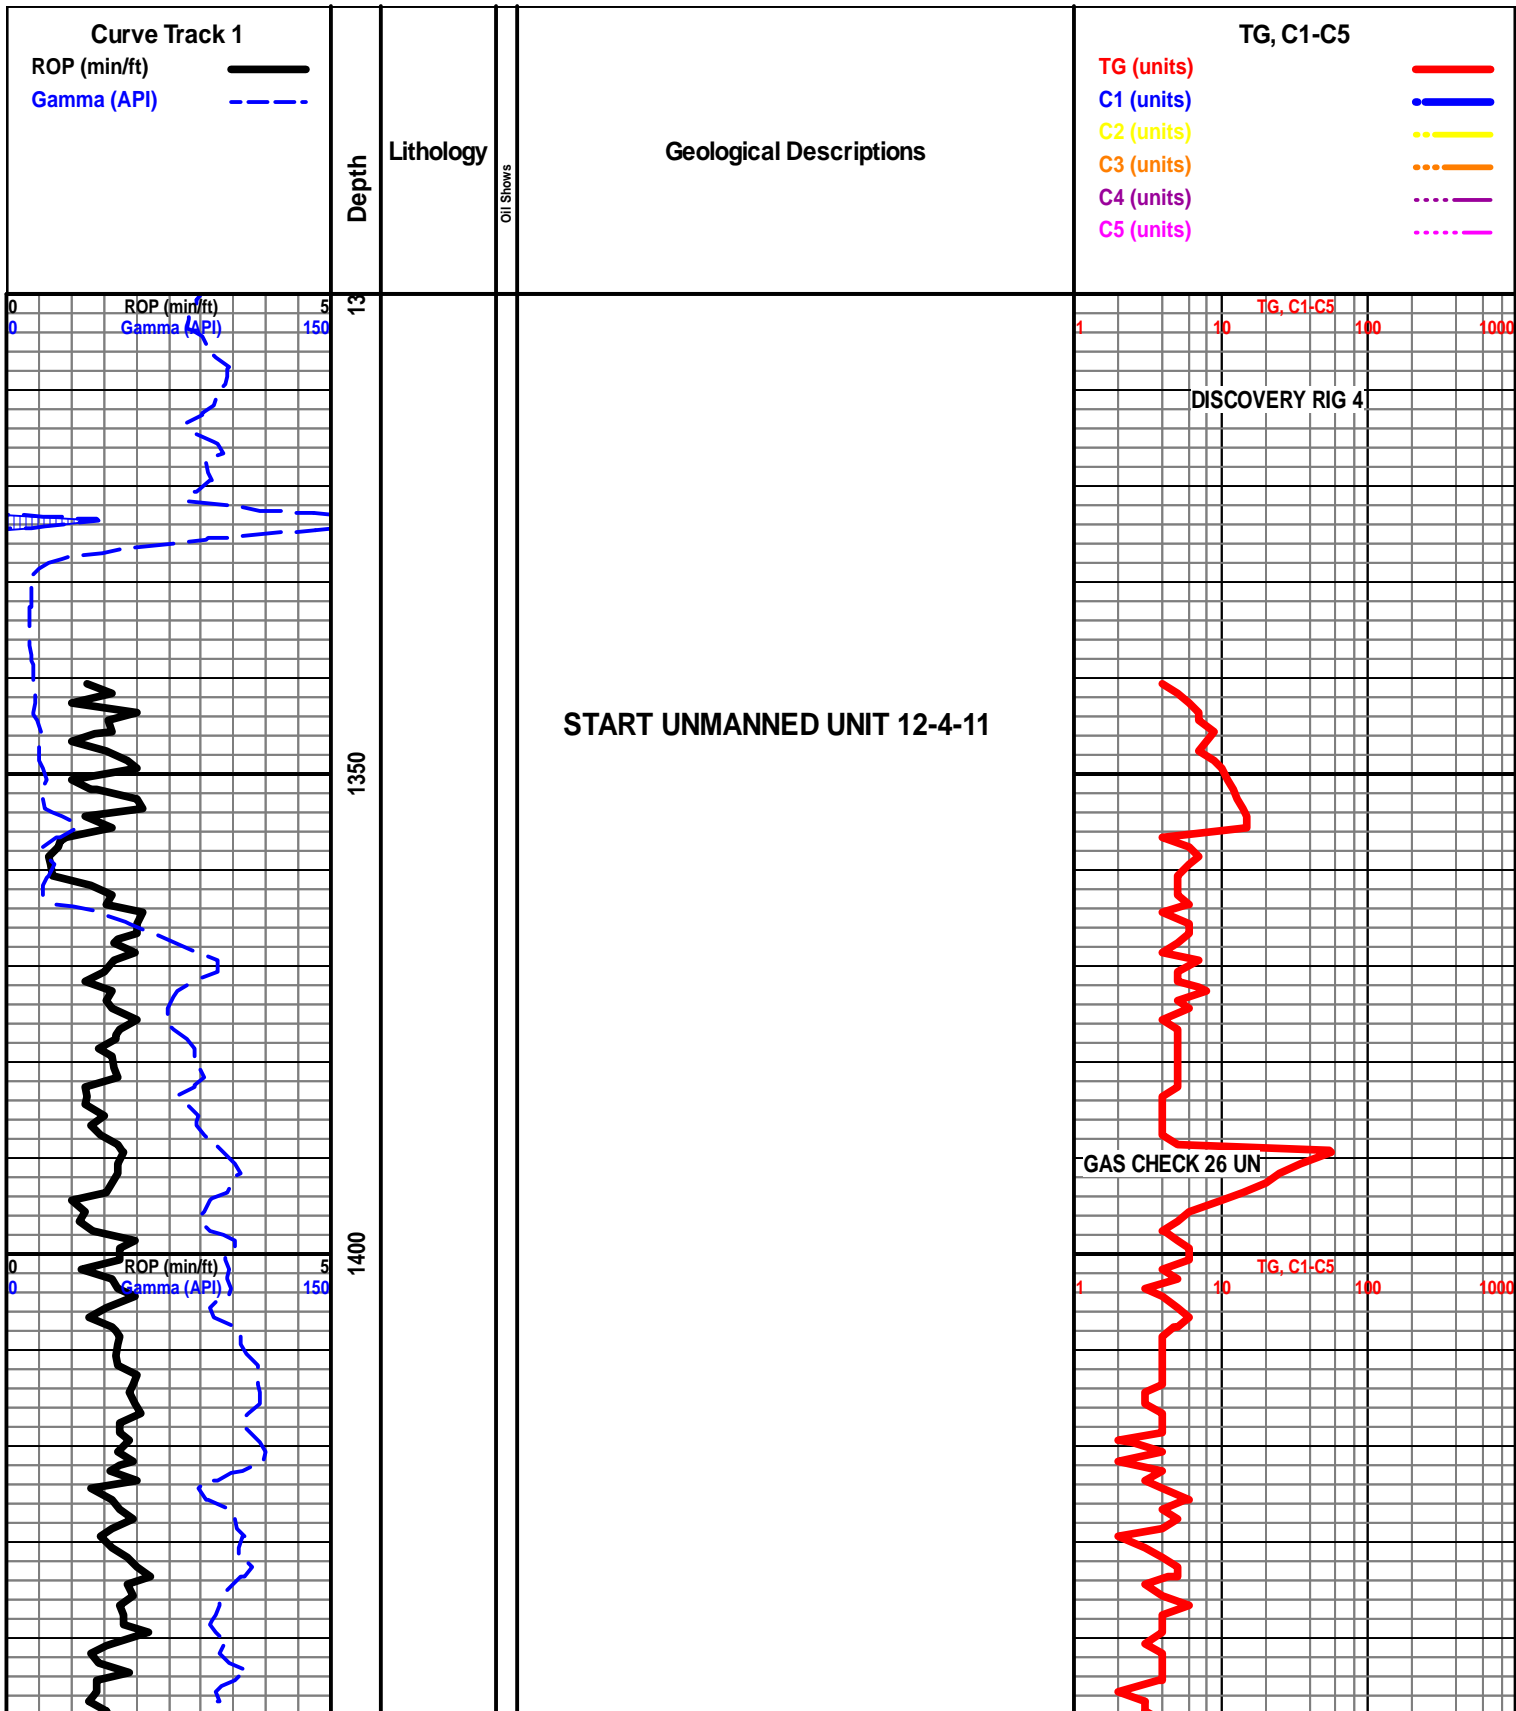 Curve Track 1
ROP (min/ft)
Gamma (API)
Depth
Lithology
Oil Shows
Geological Descriptions
TG, C1-C5
TG (units)
C1 (units)
C2 (units)
C3 (units)
C4 (units)
C5 (units)
0 ROP (min/ft) 5
0 Gamma (API) 150
13
TG, C1-C5
1 10 100 1000
DISCOVERY RIG 4
START UNMANNED UNIT 12-4-11
1350
GAS CHECK 26 UN
1400
0 ROP (min/ft) 5
0 Gamma (API) 150
TG, C1-C5
1 10 100 1000